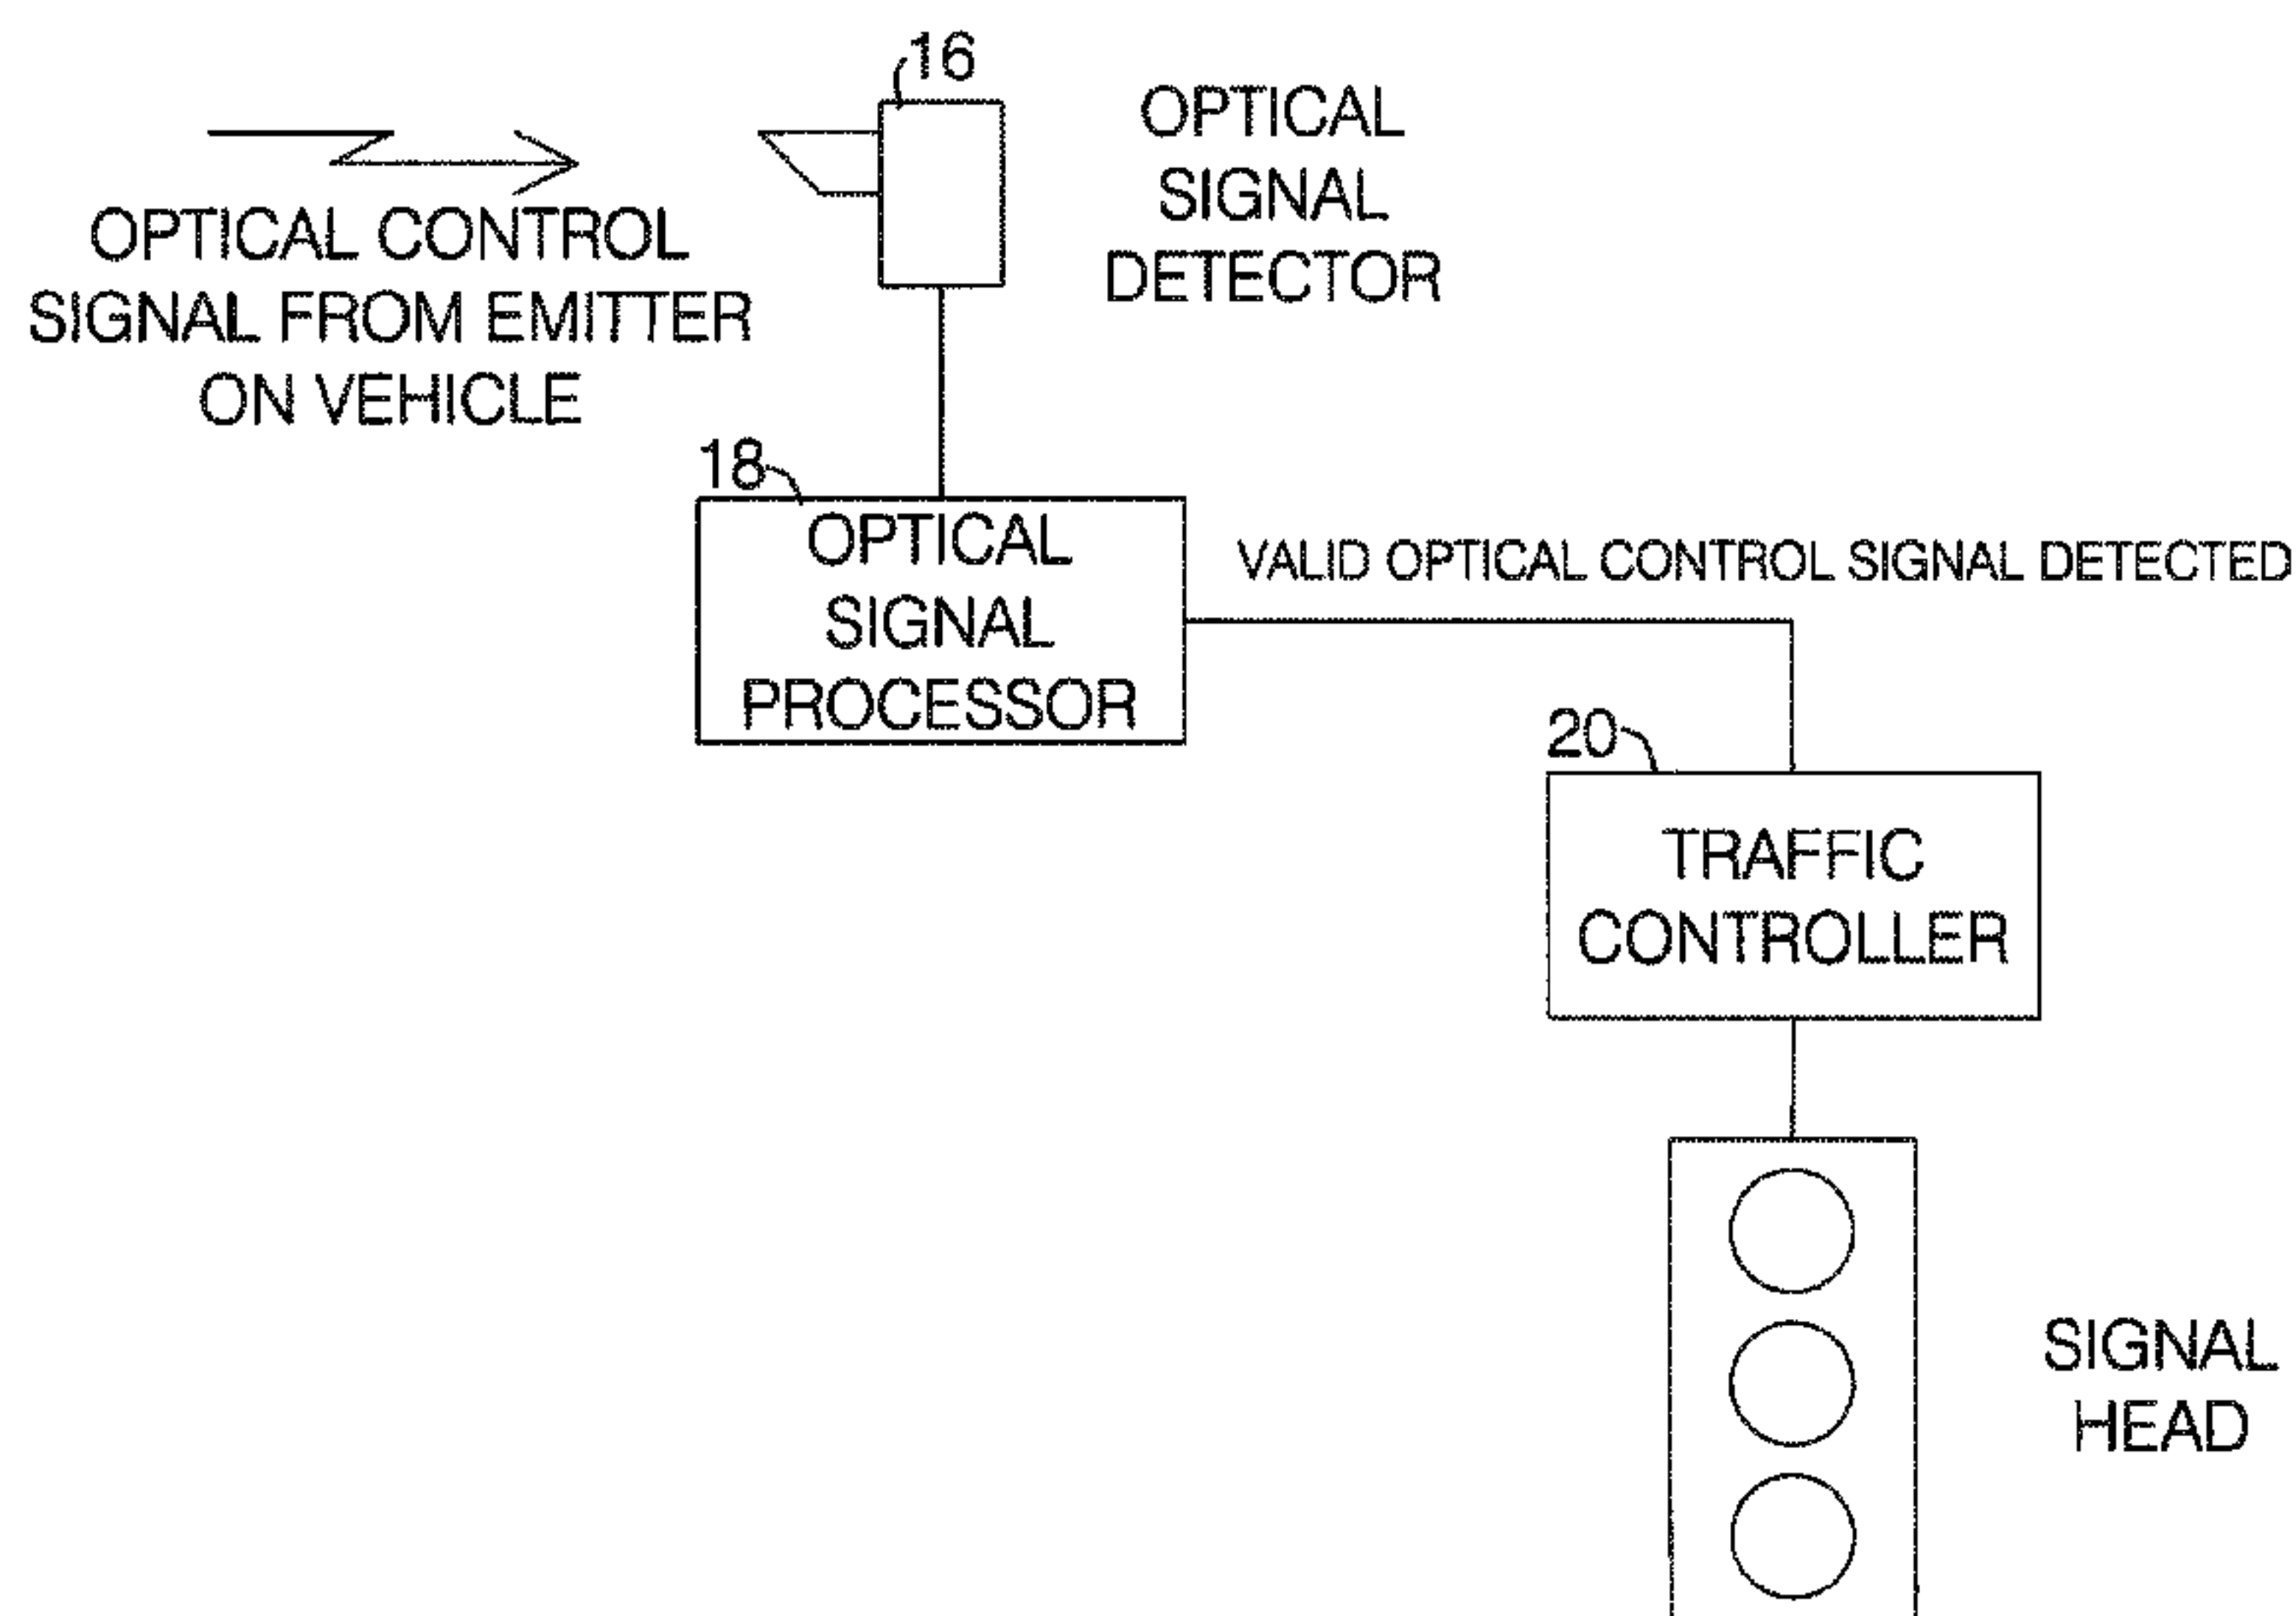 16
OPTICAL
SIGNAL
DETECTOR
OPTICAL CONTROL
SIGNAL FROM EMITTER
ON VEHICLE
18
OPTICAL
SIGNAL
PROCESSOR
VALID OPTICAL CONTROL SIGNAL DETECTED
20
TRAFFIC
CONTROLLER
SIGNAL
HEAD